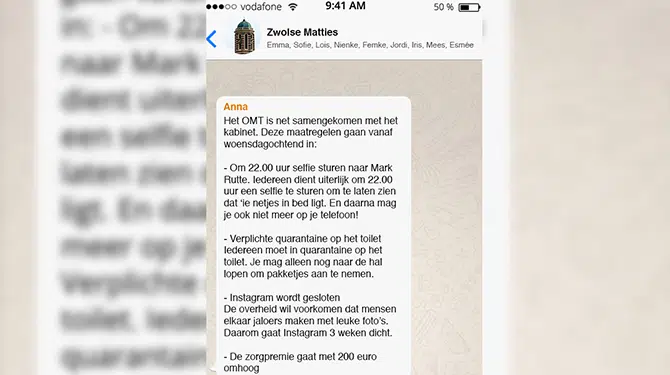 vodafone
9:41 AM
50 %
Zwolse Matties
Emma, Sofie, Lois, Nienke, Femke, Jordi, Iris, Mees, Esmée
Anna
Het OMT is net samengekomen met het
kabinet. Deze maatregelen gaan vanaf
woensdagochtend in:
- Om 22.00 uur selfie sturen naar Mark
Rutte. Iedereen dient uiterlijk om 22.00
uur een selfie te sturen om te laten zien
dat 'ie netjes in bed ligt. En daarna mag
je ook niet meer op je telefoon!
- Verplichte quarantaine op het toilet
Iedereen moet in quarantaine op het
toilet. Je mag alleen nog naar de hal
lopen om pakketjes aan te nemen.
- Instagram wordt gesloten
De overheid wil voorkomen dat mensen
elkaar jaloers maken met leuke foto's.
Daarom gaat Instagram 3 weken dicht.
- De zorgpremie gaat met 200 euro
omhoog